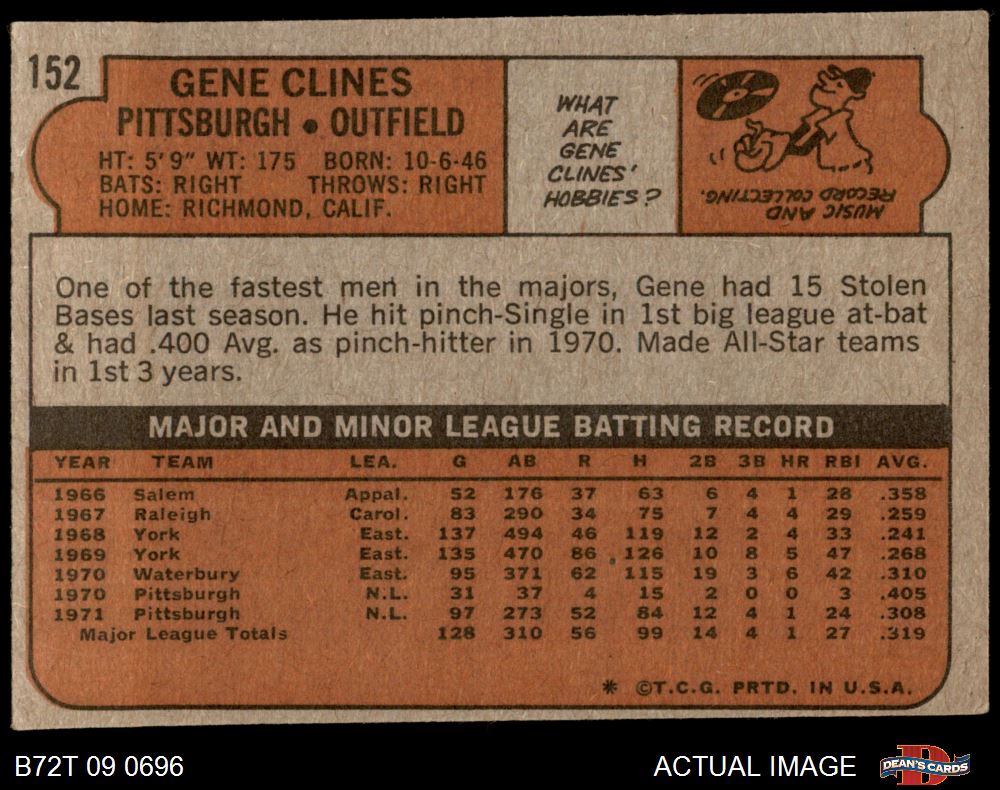 152
GENE CLINES
PITTSBURGH • OUTFIELD
HT: 5'9" WT: 175 BORN: 10-6-46
BATS: RIGHT THROWS: RIGHT
HOME: RICHMOND, CALIF.
WHAT
ARE
GENE
CLINES'
HOBBIES?
MUSIC AND
RECORD COLLECTING.
One of the fastest men in the majors, Gene had 15 Stolen
Bases last season. He hit pinch-Single in 1st big league at-bat
& had .400 Avg. as pinch-hitter in 1970. Made All-Star teams
in 1st 3 years.
MAJOR AND MINOR LEAGUE BATTING RECORD
YEAR TEAM LEA. G AB R H 2B 3B HR RBI AVG.
1966 Salem Appal. 52 176 37 63 6 4 1 28 .358
1967 Raleigh Carol. 83 290 34 75 7 4 4 29 .259
1968 York East. 137 494 46 119 12 2 4 33 .241
1969 York East. 135 470 86 126 10 8 5 47 .268
1970 Waterbury East. 95 371 62 115 19 3 6 42 .310
1970 Pittsburgh N.L. 31 37 4 15 2 0 0 3 .405
1971 Pittsburgh N.L. 97 273 52 84 12 4 1 24 .308
Major League Totals 128 310 56 99 14 4 1 27 .319
* ©T.C.G. PRTD. IN U.S.A.
B72T 09 0696
ACTUAL IMAGE
D
DEAN'S CARDS